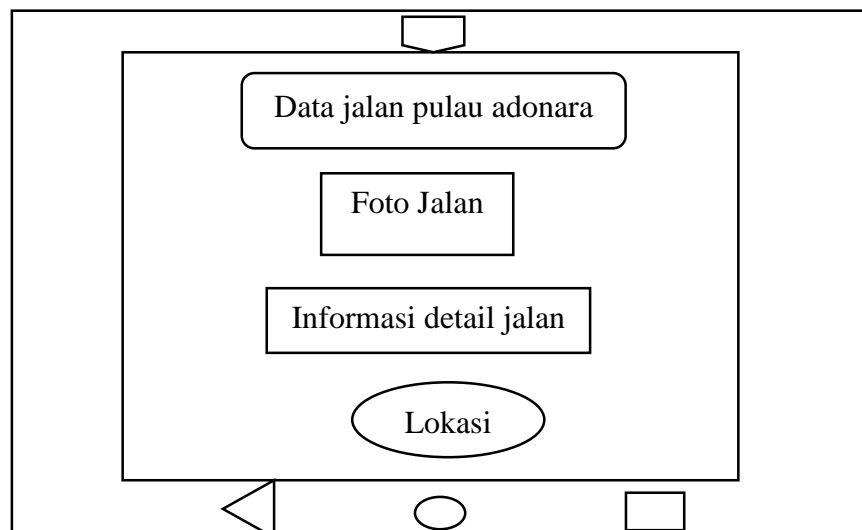 Data jalan pulau adonara
Foto Jalan
Informasi detail jalan
Lokasi